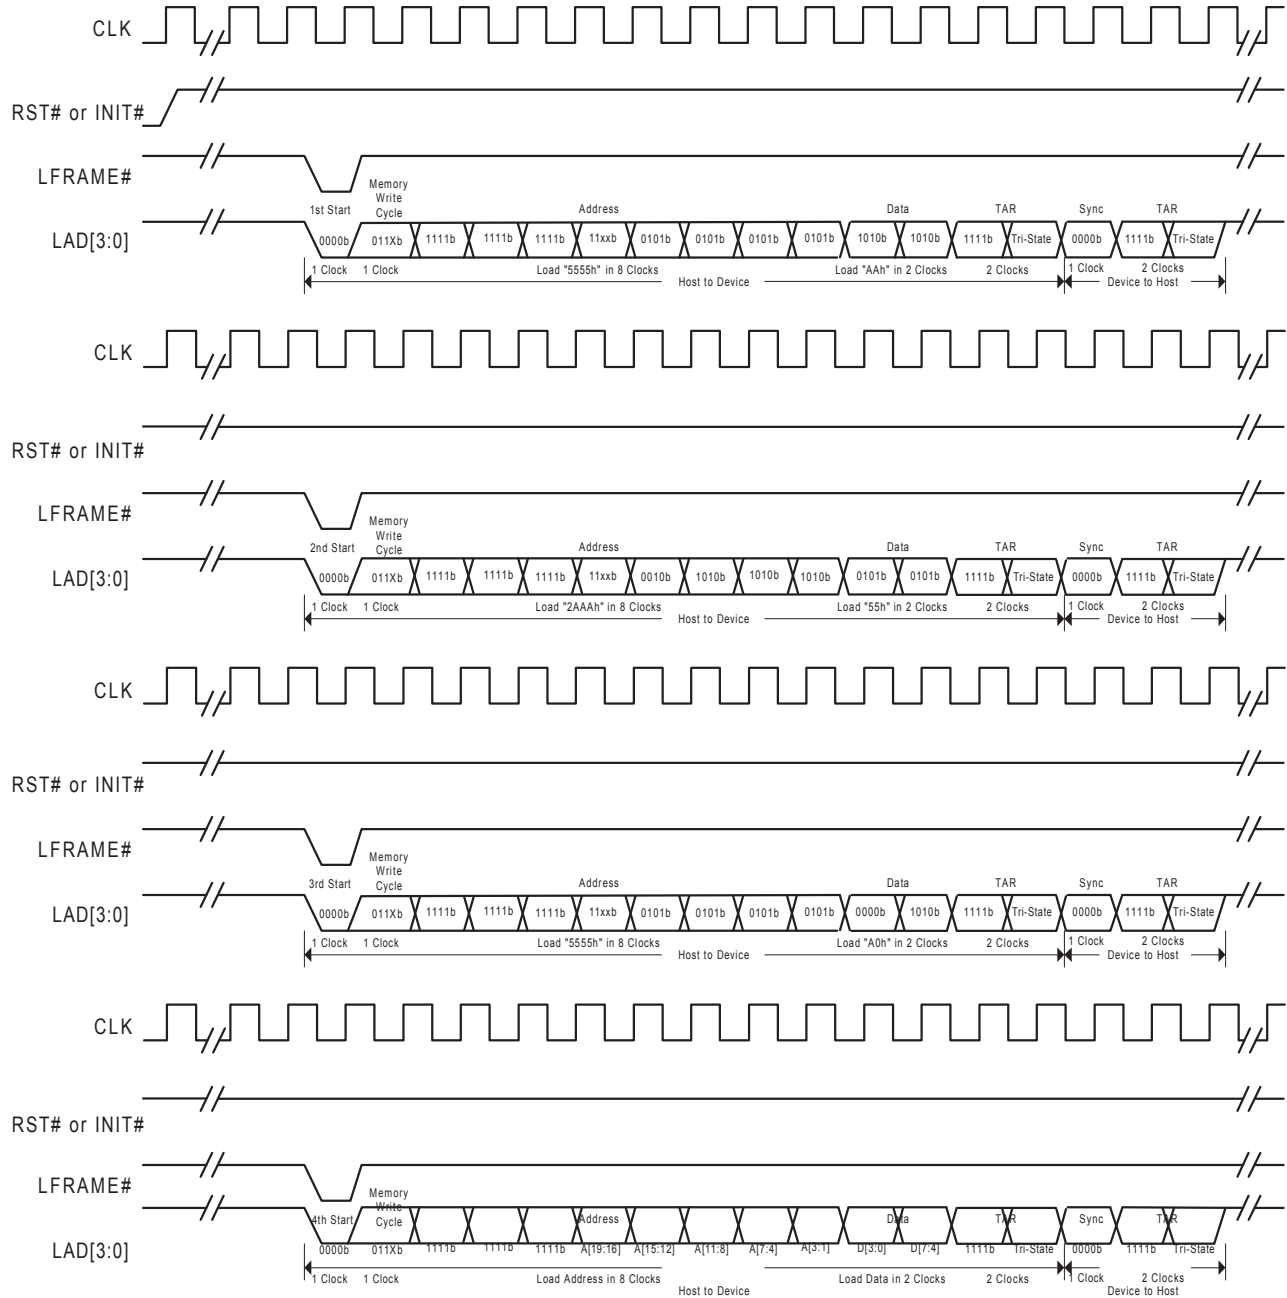 CLK
RST# or INIT#
LFRAME#
Memory
Write
Cycle
1st Start Address Data TAR Sync TAR
LAD[3:0]
0000b 011Xb 1111b 1111b 1111b 11xxb 0101b 0101b 0101b 0101b 1010b 1010b 1111b Tri-State 0000b 1111b Tri-State
1 Clock 1 Clock Load "5555h" in 8 Clocks Load "AAh" in 2 Clocks 2 Clocks 1 Clock 2 Clocks
Host to Device Device to Host
CLK
RST# or INIT#
LFRAME#
Memory
Write
Cycle
2nd Start Address Data TAR Sync TAR
LAD[3:0]
0000b 011Xb 1111b 1111b 1111b 11xxb 0010b 1010b 1010b 1010b 0101b 0101b 1111b Tri-State 0000b 1111b Tri-State
1 Clock 1 Clock Load "2AAAh" in 8 Clocks Load "55h" in 2 Clocks 2 Clocks 1 Clock 2 Clocks
Host to Device Device to Host
CLK
RST# or INIT#
LFRAME#
Memory
Write
Cycle
3rd Start Address Data TAR Sync TAR
LAD[3:0]
0000b 011Xb 1111b 1111b 1111b 11xxb 0101b 0101b 0101b 0101b 0000b 1010b 1111b Tri-State 0000b 1111b Tri-State
1 Clock 1 Clock Load "5555h" in 8 Clocks Load "A0h" in 2 Clocks 2 Clocks 1 Clock 2 Clocks
Host to Device Device to Host
CLK
RST# or INIT#
LFRAME#
Memory
Write
Cycle
4th Start Address Data TAR Sync TAR
LAD[3:0]
0000b 011Xb 1111b 1111b 1111b A[19:16] A[15:12] A[11:8] A[7:4] A[3:1] D[3:0] D[7:4] 1111b Tri-State 0000b 1111b Tri-State
1 Clock 1 Clock Load Address in 8 Clocks Load Data in 2 Clocks 2 Clocks 1 Clock 2 Clocks
Host to Device Device to Host